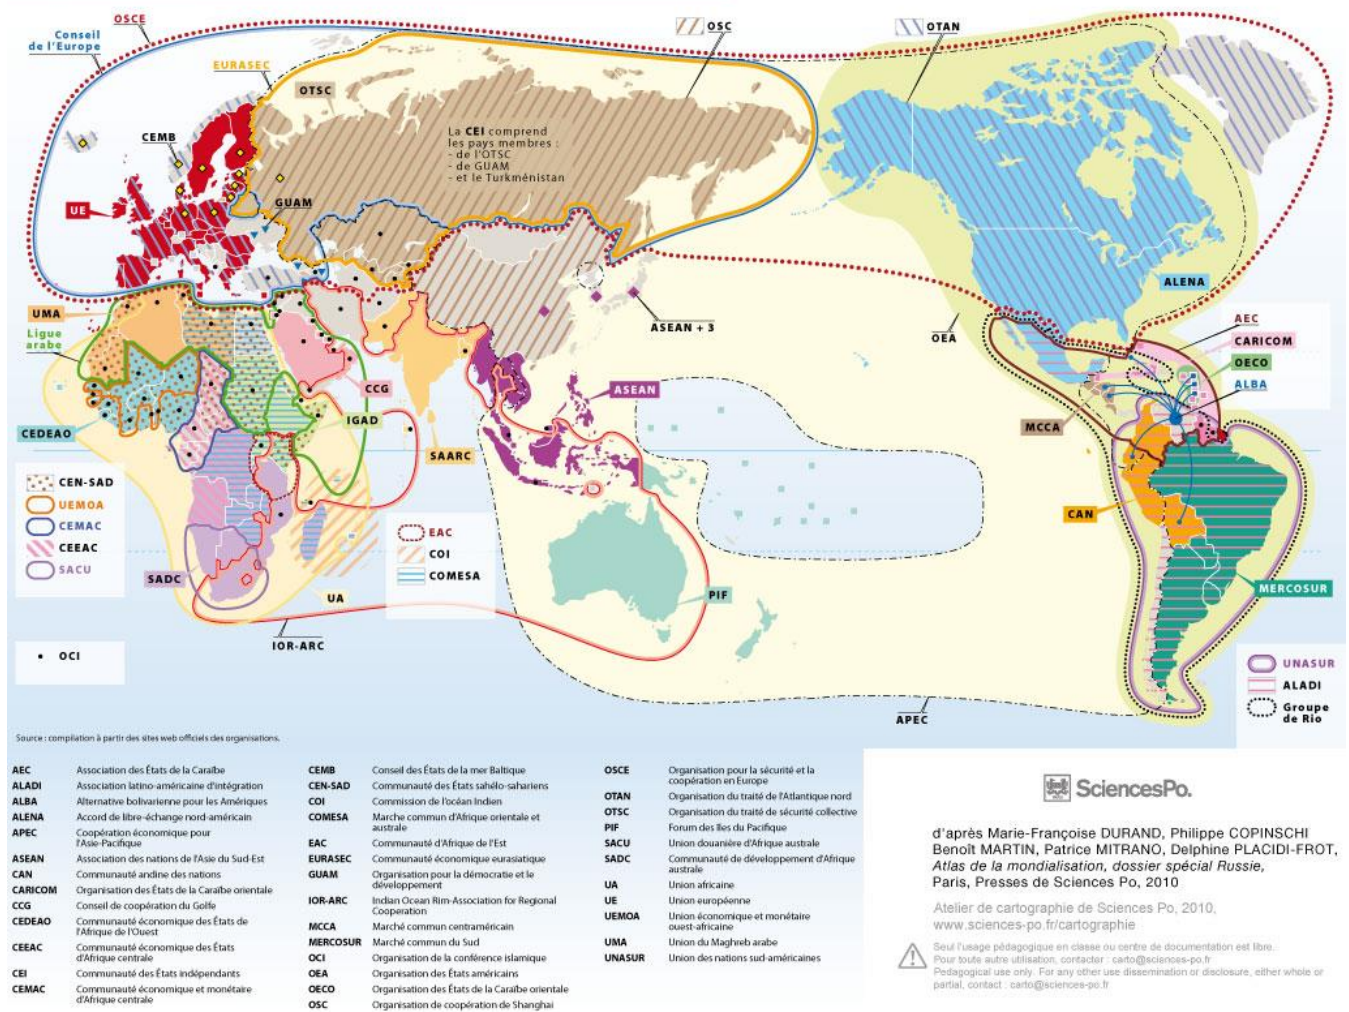 OSCE
Conseil
de l'Europe
EURASEC
OTSC
OSC
OTAN
CEMB
La CEI comprend
les pays membres :
- de l'OTSC
- de GUAM
- et le Turkménistan
UE
GUAM
ALENA
UMA
Ligue
arabe
ASEAN + 3
OEA
AEC
CARICOM
OECO
ALBA
CCG
ASEAN
IGAD
MCCA
CEDEAO
SAARC
CEN-SAD
UEMOA
CEMAC
CEEAC
SACU
CAN
EAC
COI
COMESA
SADC
UA
PIF
MERCOSUR
IOR-ARC
• OCI
UNASUR
ALADI
Groupe
de Rio
APEC
Source : compilation à partir des sites web officiels des organisations.
AEC Association des États de la Caraïbe
ALADI Association latino-américaine d'intégration
ALBA Alternative bolivarienne pour les Amériques
ALENA Accord de libre-échange nord-américain
APEC Coopération économique pour
l'Asie-Pacifique
ASEAN Association des nations de l'Asie du Sud-Est
CAN Communauté andine des nations
CARICOM Organisation des États de la Caraïbe orientale
CCG Conseil de coopération du Golfe
CEDEAO Communauté économique des États de
l'Afrique de l'Ouest
CEEAC Communauté économique des États
d'Afrique centrale
CEI Communauté des États indépendants
CEMAC Communauté économique et monétaire
d'Afrique centrale
CEMB Conseil des États de la mer Baltique
CEN-SAD Communauté des États sahélo-sahariens
COI Commission de l'océan Indien
COMESA Marche commun d'Afrique orientale et
australe
EAC Communauté d'Afrique de l'Est
EURASEC Communauté économique eurasiatique
GUAM Organisation pour la démocratie et le
développement
IOR-ARC Indian Ocean Rim-Association for Regional
Cooperation
MCCA Marché commun centraméricain
MERCOSUR Marché commun du Sud
OCI Organisation de la conférence islamique
OEA Organisation des États américains
OECO Organisation des États de la Caraïbe orientale
OSC Organisation de coopération de Shanghai
OSCE Organisation pour la sécurité et la
coopération en Europe
OTAN Organisation du traité de l'Atlantique nord
OTSC Organisation du traité de sécurité collective
PIF Forum des Iles du Pacifique
SACU Union douanière d'Afrique australe
SADC Communauté de développement d'Afrique
australe
UA Union africaine
UE Union européenne
UEMOA Union économique et monétaire
ouest-africaine
UMA Union du Maghreb arabe
UNASUR Union des nations sud-américaines
SciencesPo.
d'après Marie-Françoise DURAND, Philippe COPINSCHI
Benoît MARTIN, Patrice MITRANO, Delphine PLACIDI-FROT,
Atlas de la mondialisation, dossier spécial Russie,
Paris, Presses de Sciences Po, 2010
Atelier de cartographie de Sciences Po, 2010,
www.sciences-po.fr/cartographie
Seul l'usage pédagogique en classe ou centre de documentation est libre.
Pour toute autre utilisation, contacter : carto@sciences-po.fr
Pedagogical use only. For any other use dissemination or disclosure, either whole or
partial, contact : carto@sciences-po.fr